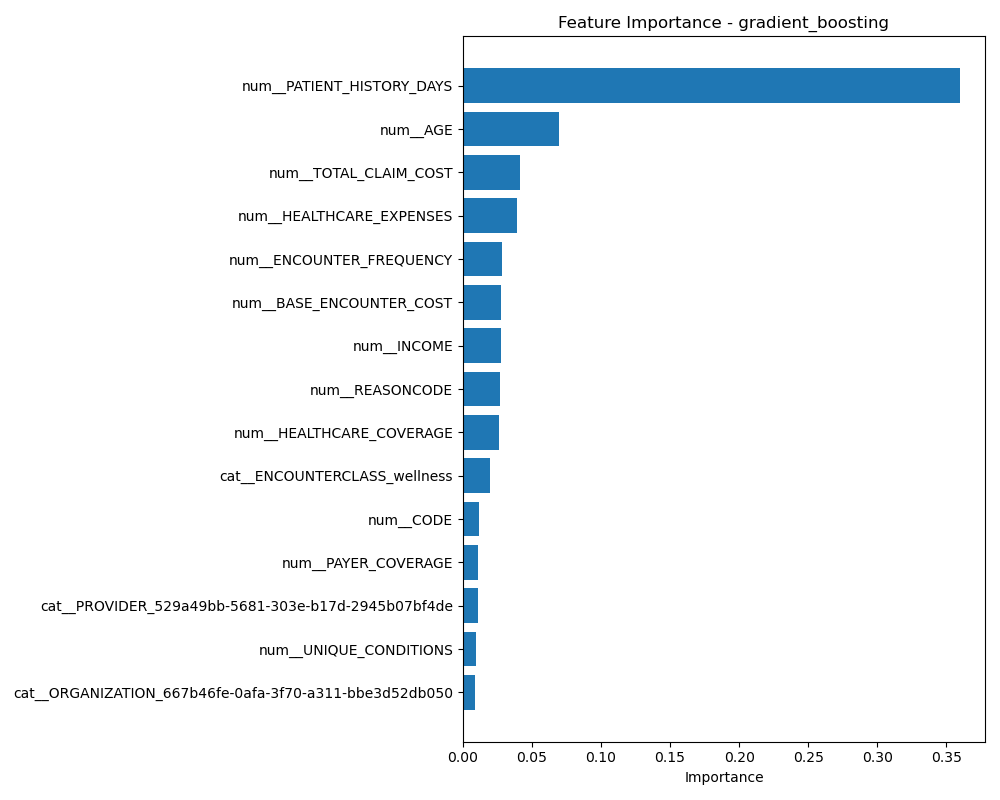 Feature Importance - gradient_boosting
num__PATIENT_HISTORY_DAYS
num__AGE
num__TOTAL_CLAIM_COST
num__HEALTHCARE_EXPENSES
num__ENCOUNTER_FREQUENCY
num__BASE_ENCOUNTER_COST
num__INCOME
num__REASONCODE
num__HEALTHCARE_COVERAGE
cat__ENCOUNTERCLASS_wellness
num__CODE
num__PAYER_COVERAGE
cat__PROVIDER_529a49bb-5681-303e-b17d-2945b07bf4de
num__UNIQUE_CONDITIONS
cat__ORGANIZATION_667b46fe-0afa-3f70-a311-bbe3d52db050
0.00 0.05 0.10 0.15 0.20 0.25 0.30 0.35
Importance